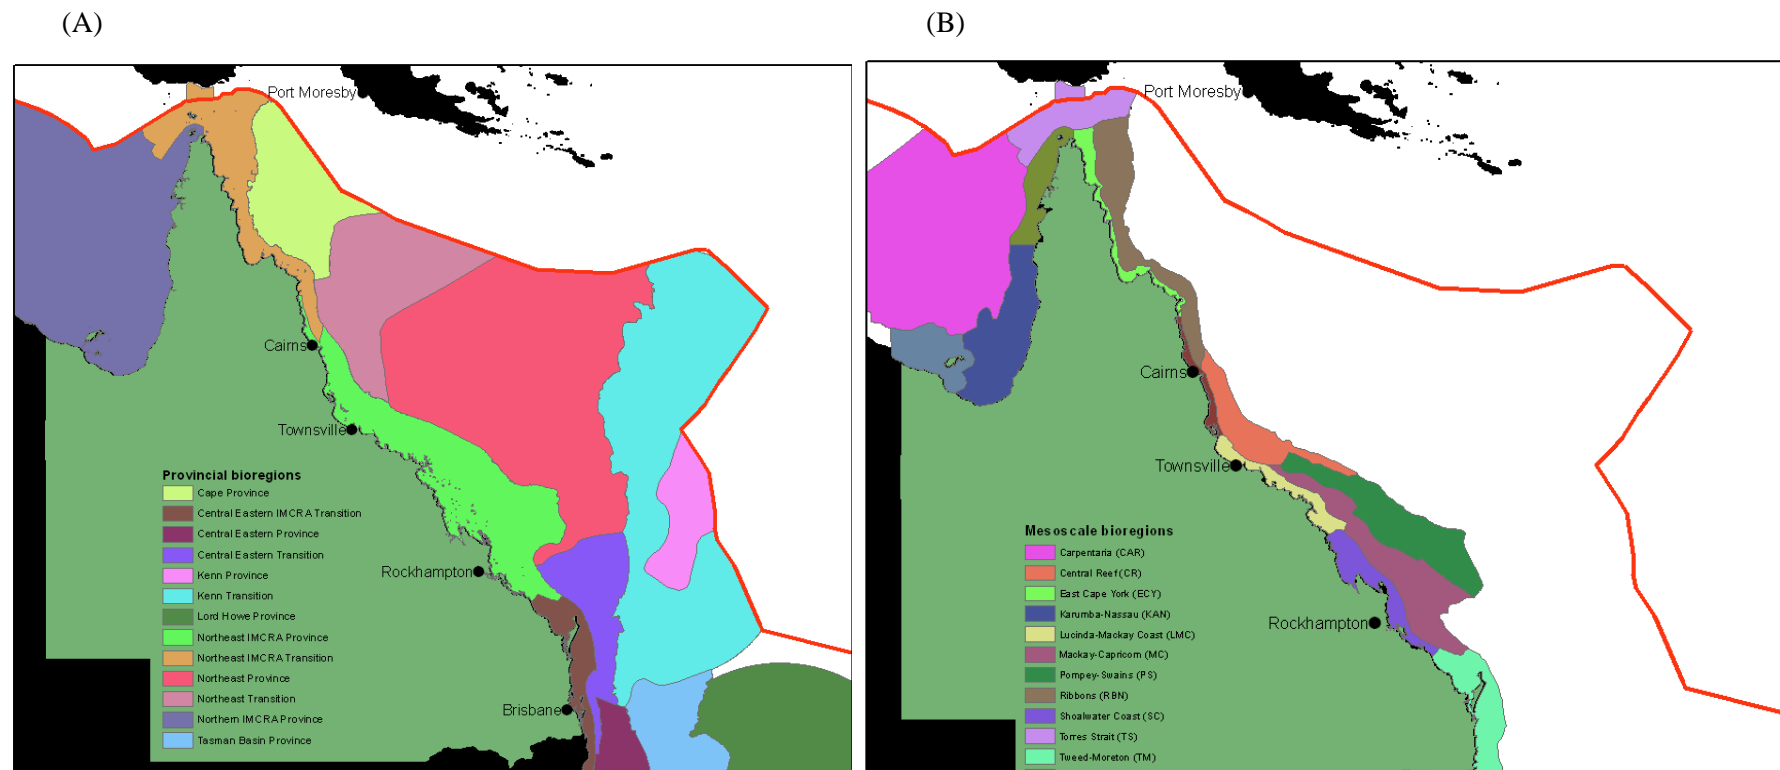 (A)
(B)
Port Moresby
Cairns
Townsville
Rockhampton
Brisbane
Provincial bioregions
Cape Province
Central Eastern IMCRA Transition
Central Eastern Province
Central Eastern Transition
Kenn Province
Kenn Transition
Lord Howe Province
Northeast IMCRA Province
Northeast IMCRA Transition
Northeast Province
Northeast Transition
Northern IMCRA Province
Tasman Basin Province
Port Moresby
Cairns
Townsville
Rockhampton
Mesoscale bioregions
Carpentaria (CAR)
Central Reef (CR)
East Cape York (ECY)
Karumba-Nassau (KAN)
Lucinda-Mackay Coast (LMC)
Mackay-Capricorn (MC)
Pompey-Swains (PS)
Ribbons (RBN)
Shoalwater Coast (SC)
Torres Strait (TS)
Tweed-Moreton (TM)